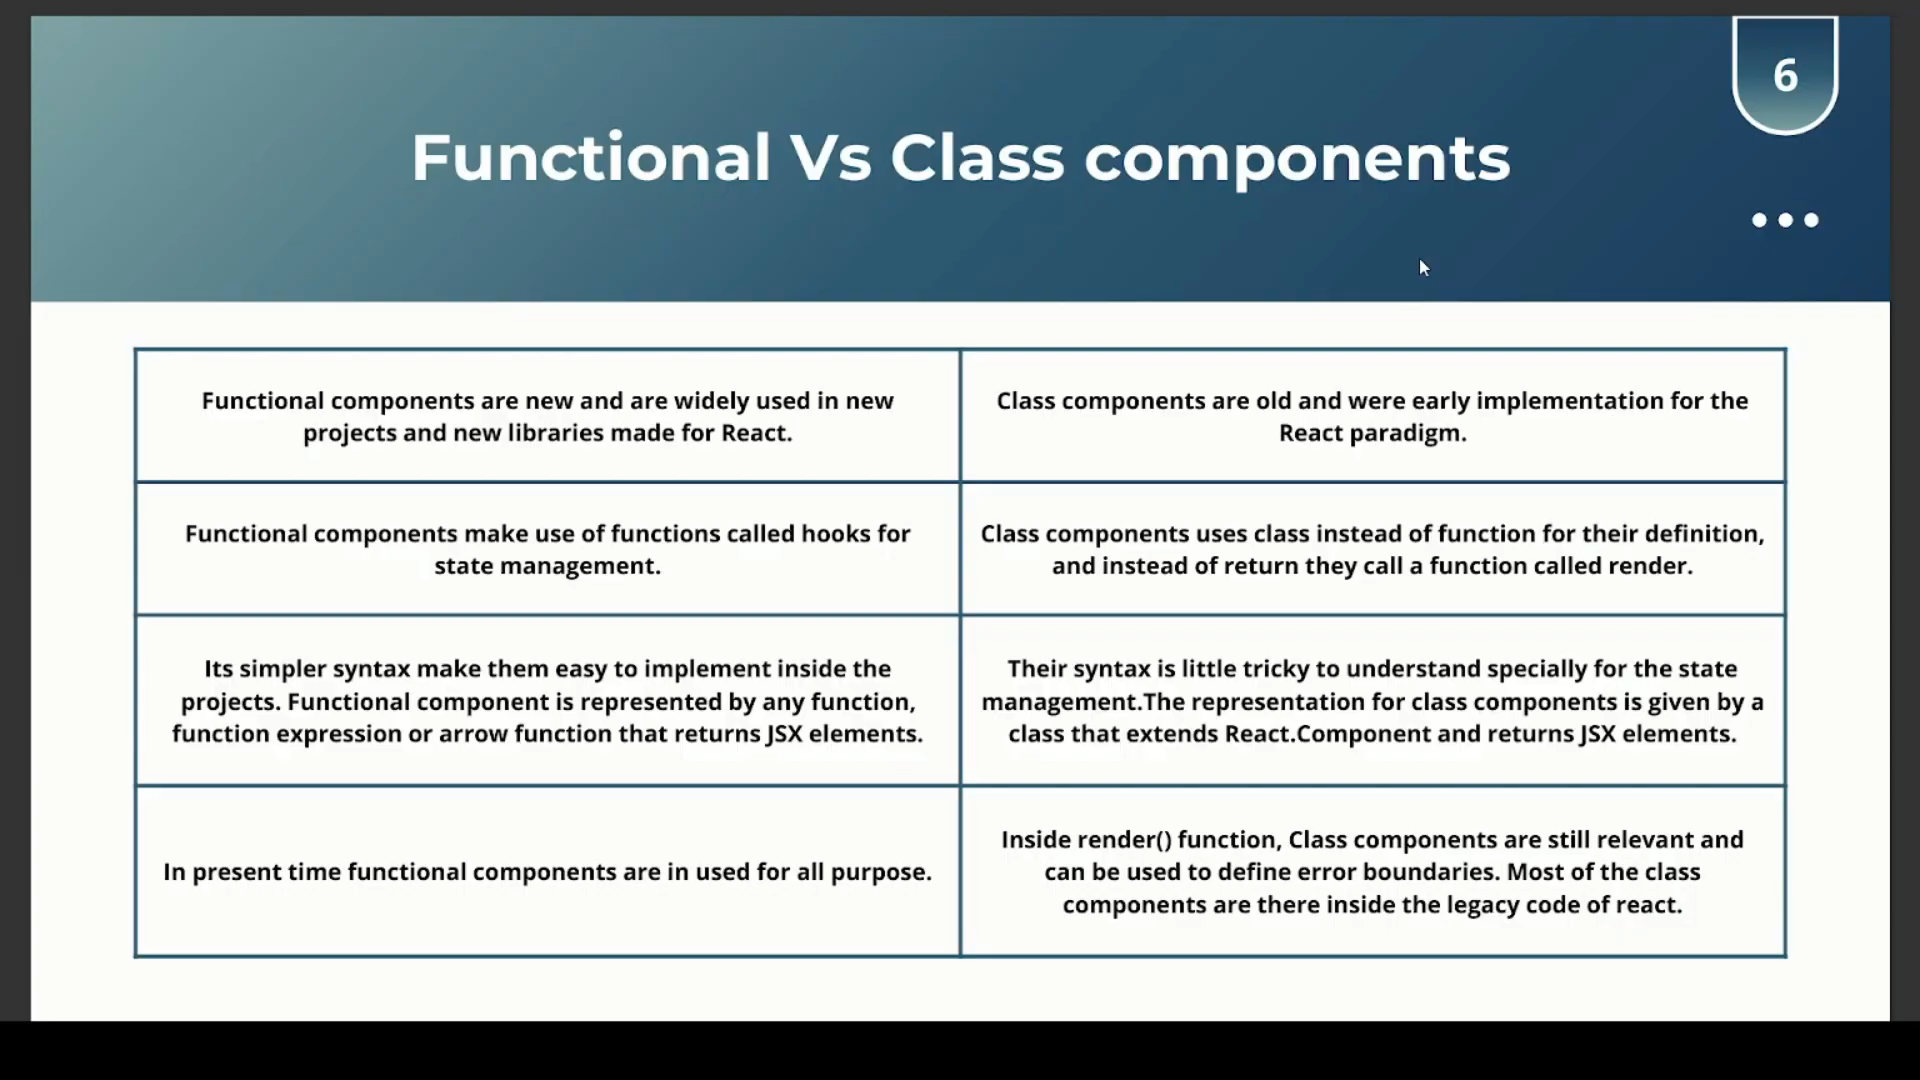 6
Functional Vs Class components
Functional components are new and are widely used in new
projects and new libraries made for React.
Class components are old and were early implementation for the
React paradigm.
Functional components make use of functions called hooks for
state management.
Class components uses class instead of function for their definition,
and instead of return they call a function called render.
Its simpler syntax make them easy to implement inside the
projects. Functional component is represented by any function,
function expression or arrow function that returns JSX elements.
Their syntax is little tricky to understand specially for the state
management.The representation for class components is given by a
class that extends React.Component and returns JSX elements.
In present time functional components are in used for all purpose.
Inside render() function, Class components are still relevant and
can be used to define error boundaries. Most of the class
components are there inside the legacy code of react.